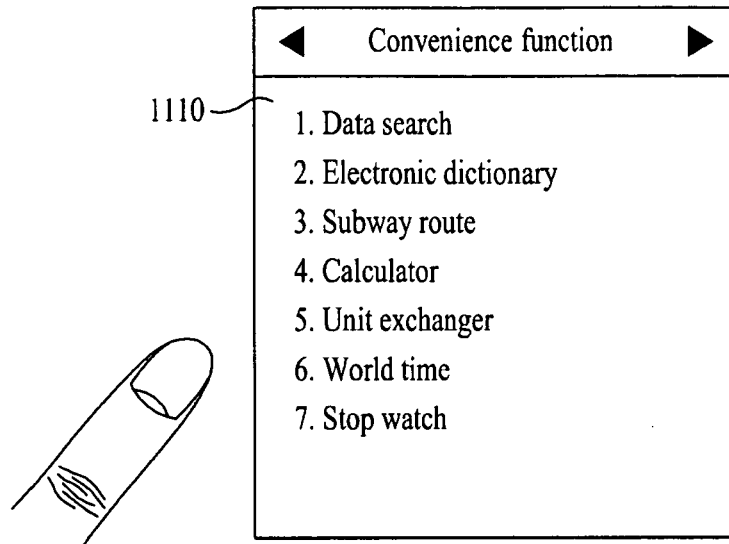 Convenience function
1110
1. Data search
2. Electronic dictionary
3. Subway route
4. Calculator
5. Unit exchanger
6. World time
7. Stop watch